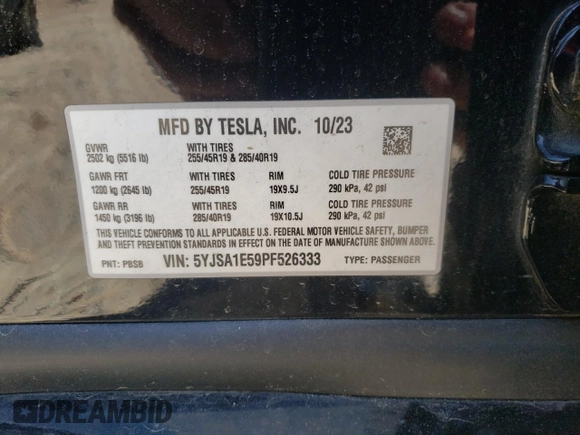 MFD BY TESLA, INC. 10/23
GVWR WITH TIRES
2502 kg (5516 lb) 255/45R19 & 285/40R19
GAWR FRT WITH TIRES RIM COLD TIRE PRESSURE
1200 kg (2645 lb) 255/45R19 19X9.5J 290 kPa, 42 psi
GAWR RR WITH TIRES RIM COLD TIRE PRESSURE
1450 kg (3196 lb) 285/40R19 19X10.5J 290 kPa, 42 psi
THIS VEHICLE CONFORMS TO ALL APPLICABLE U.S. FEDERAL MOTOR VEHICLE SAFETY, BUMPER
AND THEFT PREVENTION STANDARDS IN EFFECT ON THE DATE OF MANUFACTURE SHOWN ABOVE.
PNT: PBSB VIN: 5YJSA1E59PF526333 TYPE: PASSENGER
DREAMBID